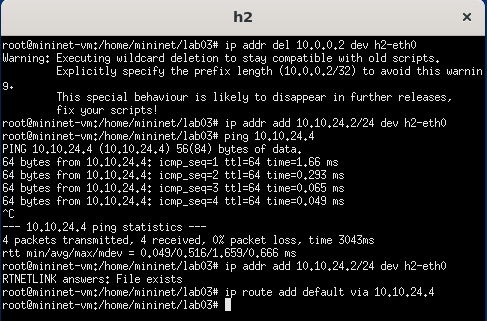 h2
×
root@mininet-vm:/home/mininet/lab03# ip addr del 10.0.0.2 dev h2-eth0
Warning: Executing wildcard deletion to stay compatible with old scripts.
Explicitly specify the prefix length (10.0.0.2/32) to avoid this warnin
g.
This special behaviour is likely to disappear in further releases,
fix your scripts!
root@mininet-vm:/home/mininet/lab03# ip addr add 10.10.24.2/24 dev h2-eth0
root@mininet-vm:/home/mininet/lab03# ping 10.10.24.4
PING 10.10.24.4 (10.10.24.4) 56(84) bytes of data.
64 bytes from 10.10.24.4: icmp_seq=1 ttl=64 time=1.66 ms
64 bytes from 10.10.24.4: icmp_seq=2 ttl=64 time=0.293 ms
64 bytes from 10.10.24.4: icmp_seq=3 ttl=64 time=0.065 ms
64 bytes from 10.10.24.4: icmp_seq=4 ttl=64 time=0.049 ms
^C
--- 10.10.24.4 ping statistics ---
4 packets transmitted, 4 received, 0% packet loss, time 3043ms
rtt min/avg/max/mdev = 0.049/0.516/1.659/0.666 ms
root@mininet-vm:/home/mininet/lab03# ip addr add 10.10.24.2/24 dev h2-eth0
RTNETLINK answers: File exists
root@mininet-vm:/home/mininet/lab03# ip route add default via 10.10.24.4
root@mininet-vm:/home/mininet/lab03#